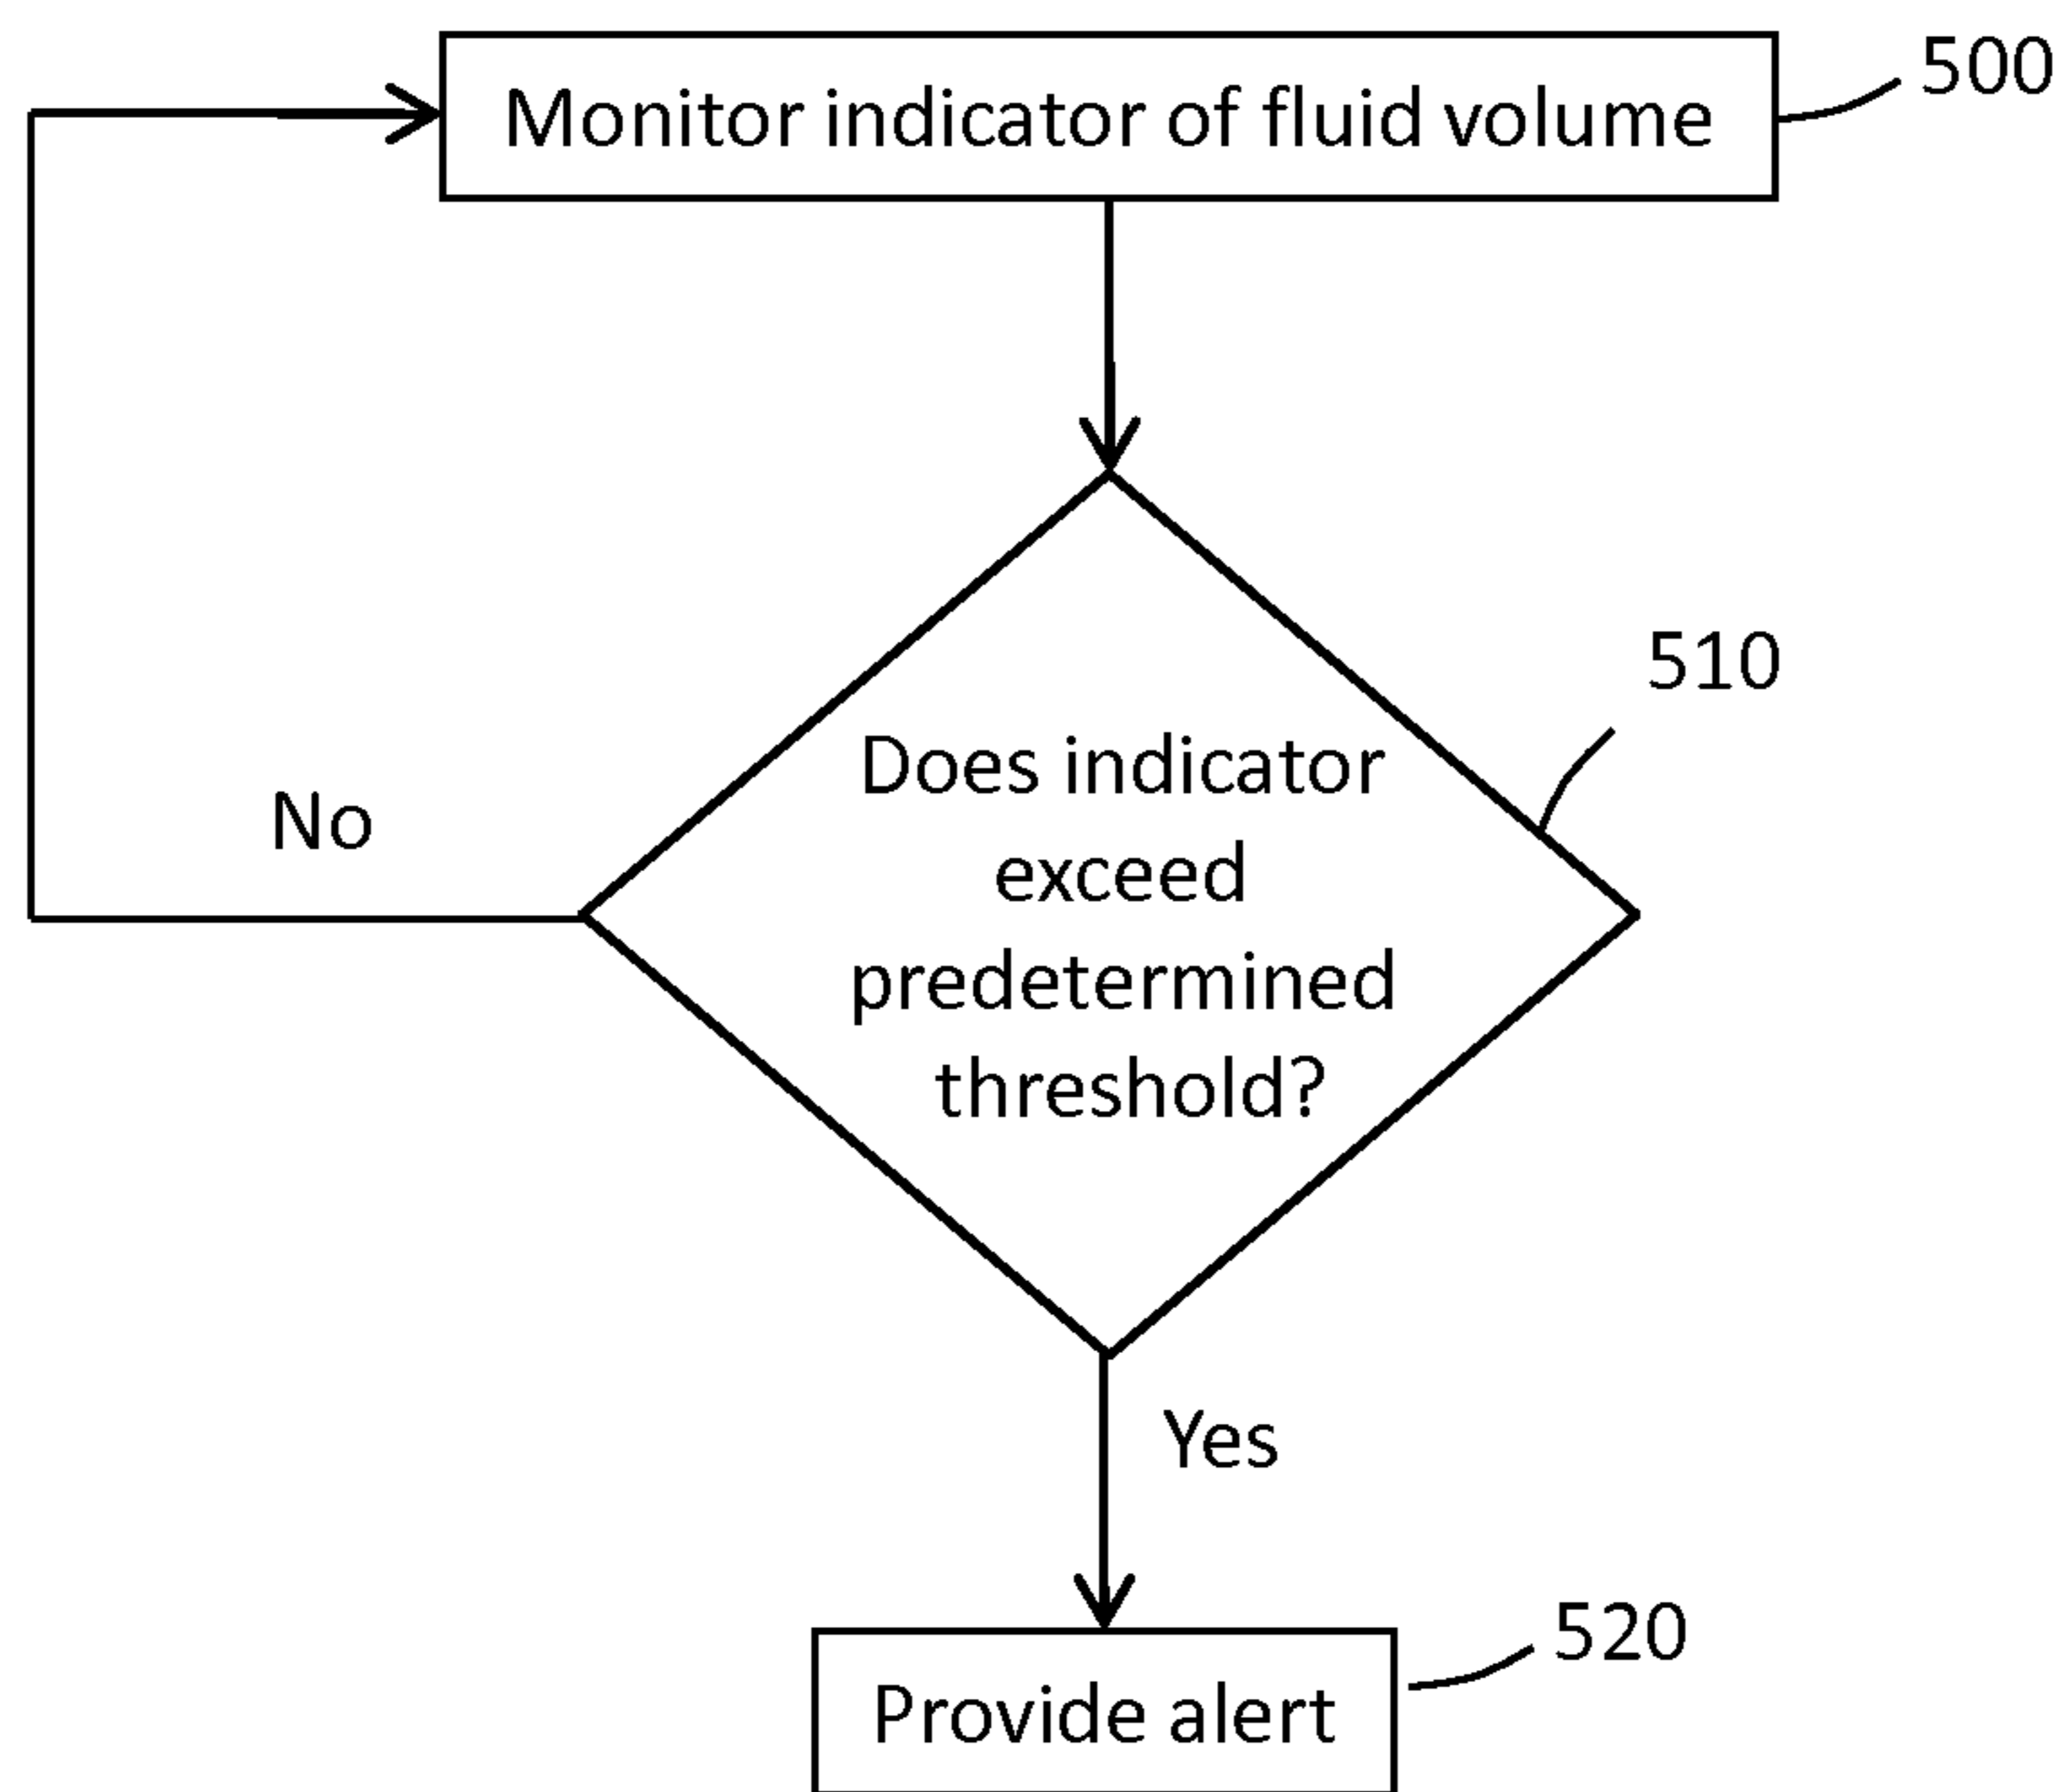 Monitor indicator of fluid volume
500
510
Does indicator
exceed
predetermined
threshold?
No
Yes
520
Provide alert